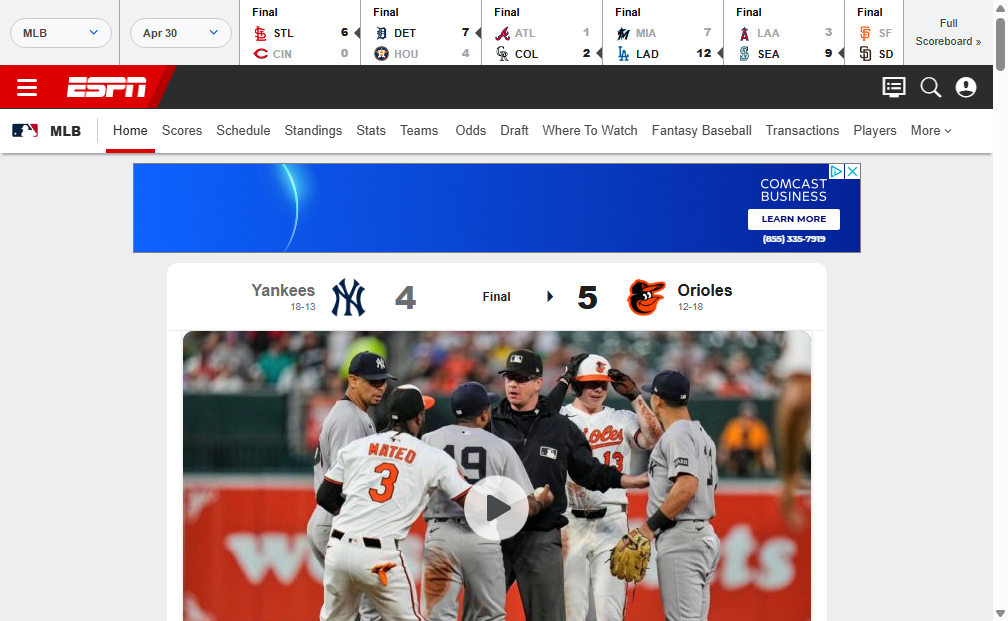 MLB
Apr 30
Final
STL 6
CIN 0
Final
DET 7
HOU 4
Final
ATL 1
COL 2
Final
MIA 7
LAD 12
Final
LAA 3
SEA 9
Final
SF
SD
Full
Scoreboard »
ESPN
MLB
Home Scores Schedule Standings Stats Teams Odds Draft Where To Watch Fantasy Baseball Transactions Players More
COMCAST
BUSINESS
LEARN MORE
(855) 335-7919
Yankees
18-13
4
Final
5
Orioles
12-18
MATEO
3
19
Orioles
13